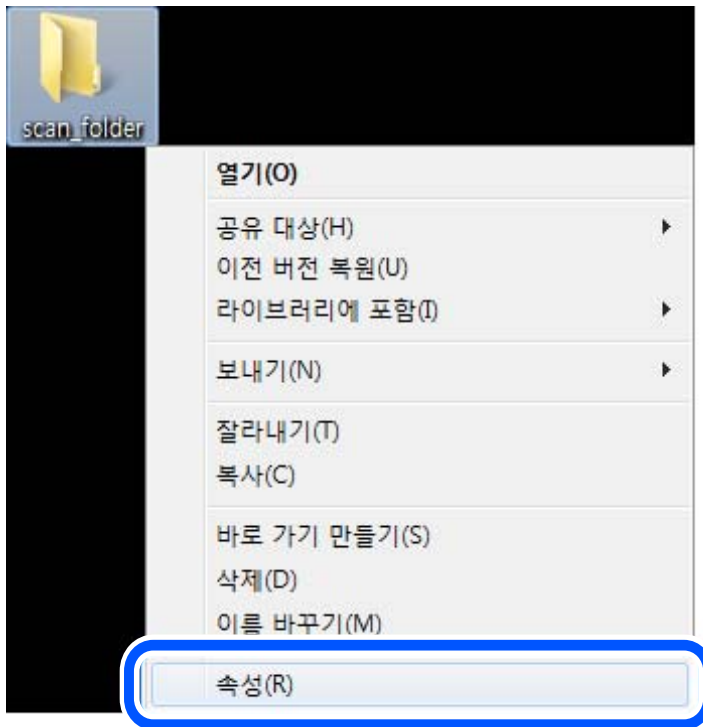 scan_folder
열기(O)
공유 대상(H)
이전 버전 복원(U)
라이브러리에 포함(I)
보내기(N)
잘라내기(T)
복사(C)
바로 가기 만들기(S)
삭제(D)
이름 바꾸기(M)
속성(R)